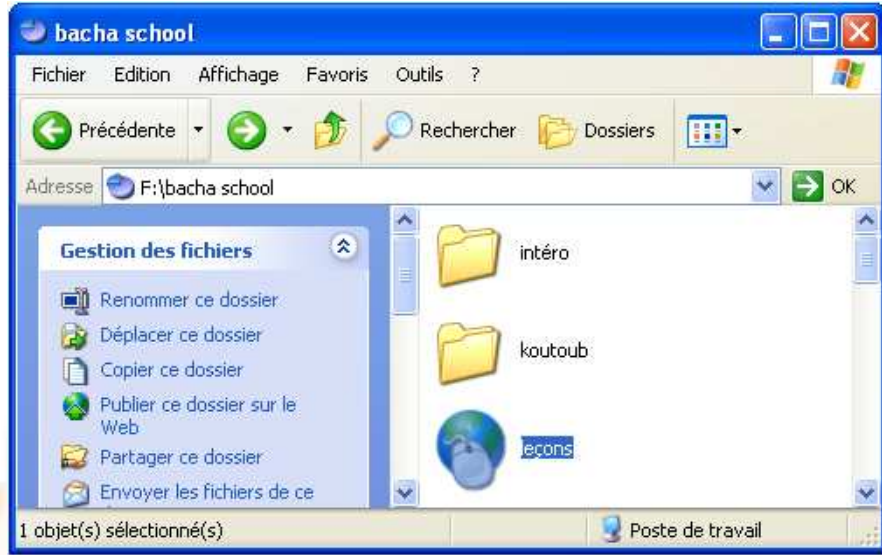 bacha school
Fichier Edition Affichage Favoris Outils ?
Précédente Rechercher Dossiers
Adresse F:\bacha school OK
Gestion des fichiers
Renommer ce dossier
Déplacer ce dossier
Copier ce dossier
Publier ce dossier sur le
Web
Partager ce dossier
Envoyer les fichiers de ce
intéro
koutoub
leçons
1 objet(s) sélectionné(s) Poste de travail